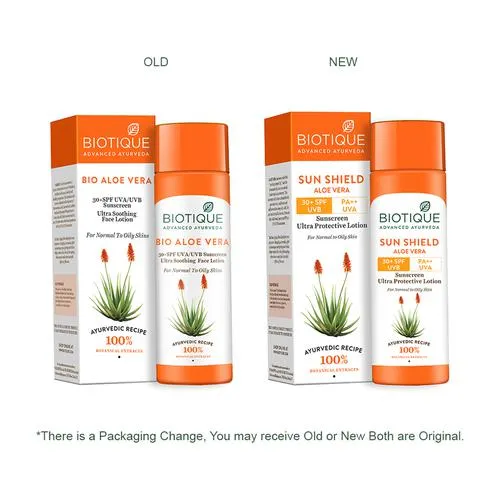 OLD
NEW
BIOTIQUE
ADVANCED AYURVEDA
BIO ALOE VERA
30+SPF UVA/UVB
Sunscreen
Ultra Soothing
Face Lotion
For Normal To Oily Skins
AYURVEDIC RECIPE
100%
BOTANICAL EXTRACTS
BIOTIQUE
ADVANCED AYURVEDA
BIO ALOE VERA
30+SPF UVA/UVB Sunscreen
Ultra Soothing Face Lotion
For Normal To Oily Skins
AYURVEDIC RECIPE
100%
BOTANICAL EXTRACTS
BIOTIQUE
ADVANCED AYURVEDA
SUN SHIELD
ALOE VERA
30+ SPF PA++
UVB UVA
Sunscreen
Ultra Protective Lotion
For Normal to Oily Skin
AYURVEDIC RECIPE
100%
BOTANICAL EXTRACTS
BIOTIQUE
ADVANCED AYURVEDA
SUN SHIELD
ALOE VERA
30+ SPF PA++
UVB UVA
Sunscreen
Ultra Protective Lotion
For Normal to Oily Skin
AYURVEDIC RECIPE
100%
BOTANICAL EXTRACTS
*There is a Packaging Change, You may receive Old or New Both are Original.